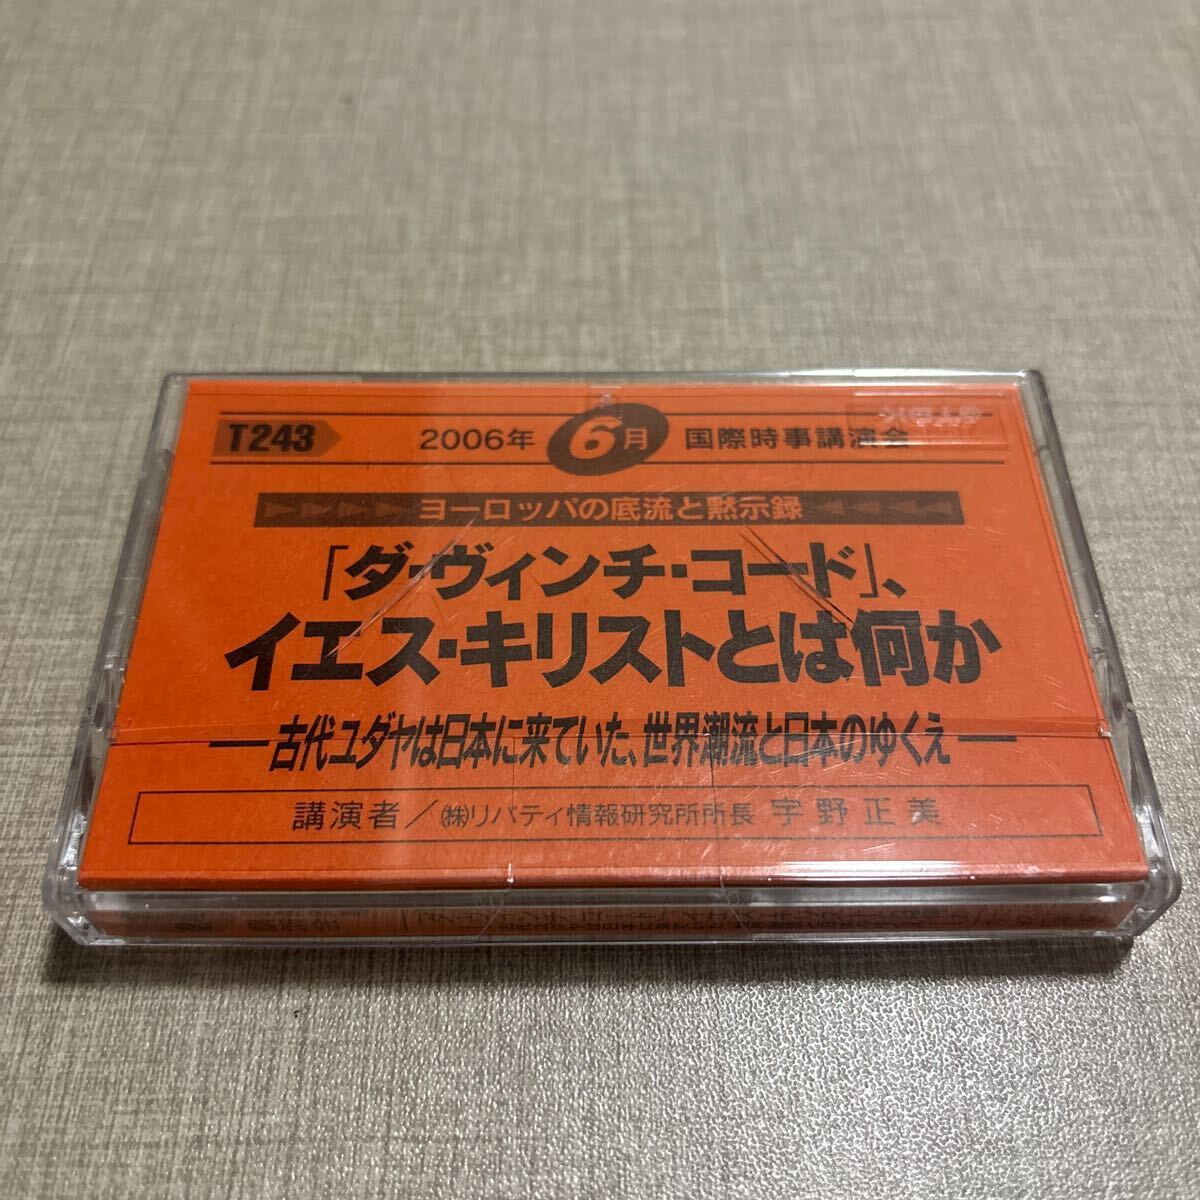 T243 2006年 6月 国際時事講演会
ヨーロッパの底流と黙示録
「ダ・ヴィンチ・コード」、
イエス・キリストとは何か
―古代ユダヤは日本に来ていた、世界潮流と日本のゆくえ―
講演者/㈱リバティ情報研究所所長 宇野正美